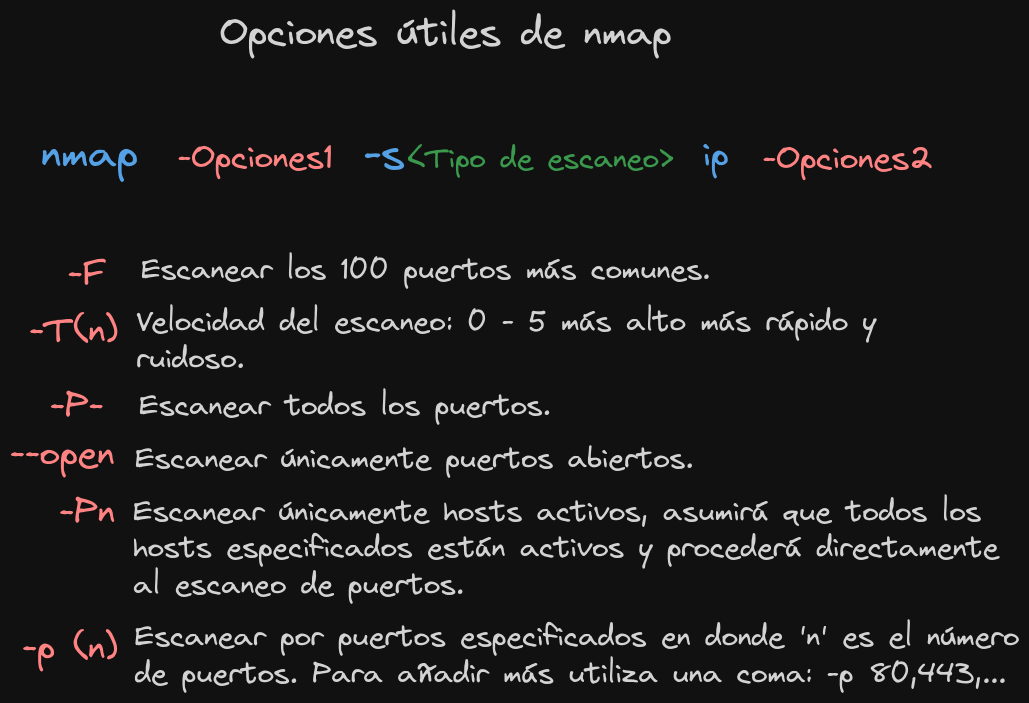 Opciones útiles de nmap
nmap -Opciones1 -s<Tipo de escaneo> ip -Opciones2
-F Escanear los 100 puertos más comunes.
-T(n) Velocidad del escaneo: 0 - 5 más alto más rápido y
ruidoso.
-P- Escanear todos los puertos.
--open Escanear únicamente puertos abiertos.
-Pn Escanear únicamente hosts activos, asumirá que todos los
hosts especificados están activos y procederá directamente
al escaneo de puertos.
-p (n) Escanear por puertos especificados en donde 'n' es el número
de puertos. Para añadir más utiliza una coma: -p 80,443,...